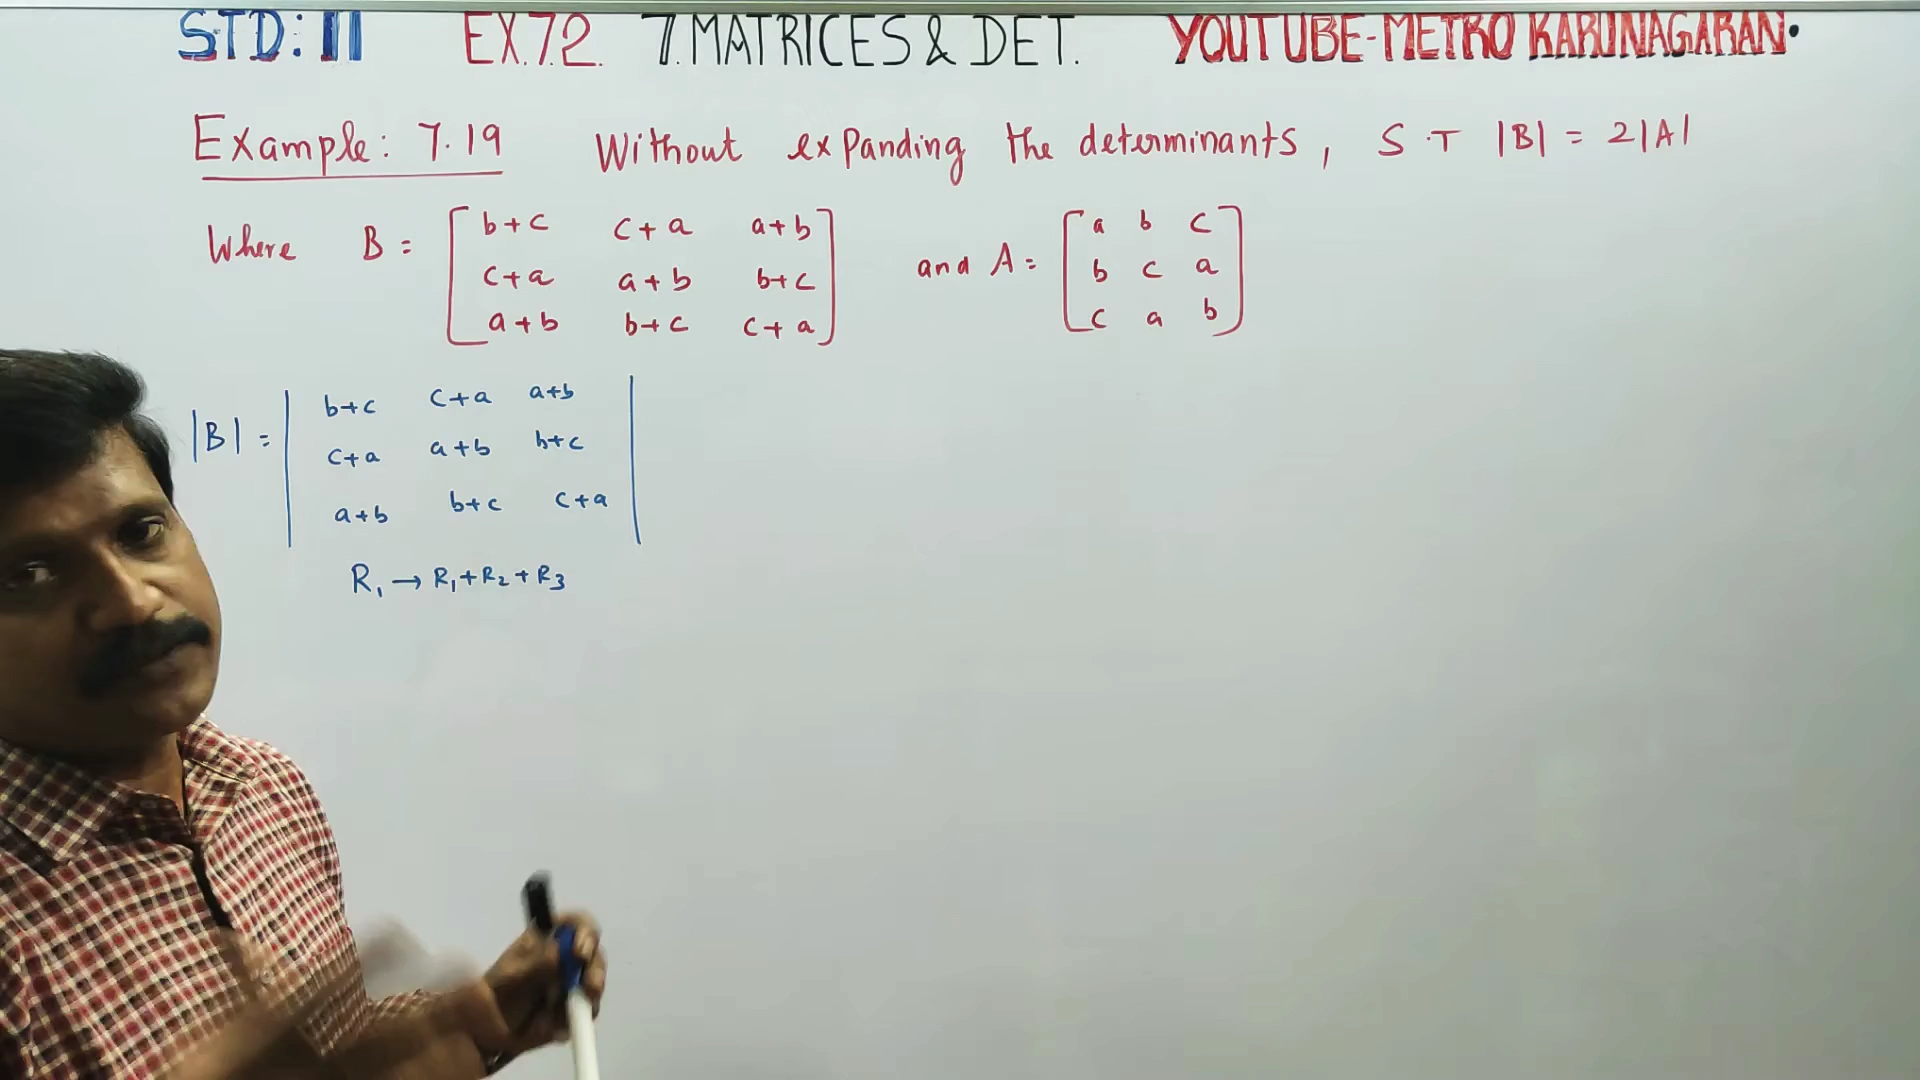 STD: 11 EX.7.2. 7.MATRICES & DET. YOUTUBE-METRO KARUNAGARAN.
Example: 7.19 Without expanding the determinants, S.T |B| = 2|A|
Where B = [ b+c c+a a+b
c+a a+b b+c
a+b b+c c+a ] and A = [ a b c
b c a
c a b ]
|B| = | b+c c+a a+b
c+a a+b b+c
a+b b+c c+a |
R₁ → R₁+R₂+R₃